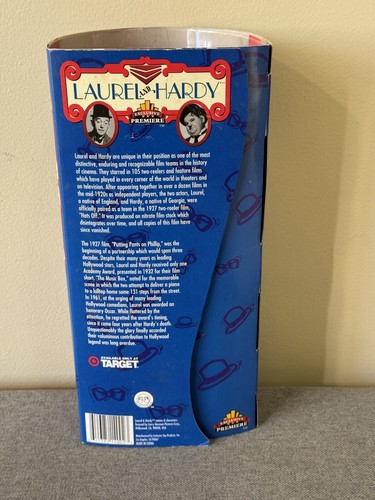 LAUREL AND HARDY
EXCLUSIVE
PREMIERE
Laurel and Hardy are unique in their position as one of the most
distinctive, enduring and recognizable film teams in the history
of cinema. They starred in 105 two-reelers and feature films
which have played in every corner of the world in theaters and
on television. After appearing together in over a dozen films in
the mid-1920s as independent players, the two actors, Laurel, a
native of England, and Hardy, a native of Georgia, were
officially paired as a team in the 1927 two-reeler film,
"Hats Off." It was produced on nitrate film stock which
disintegrates over time, and all copies of this film have
since vanished.
The 1927 film, "Putting Pants on Phillip," was the
beginning of a partnership which would span three
decades. Despite their many years as leading
Hollywood stars, Laurel and Hardy received only one
Academy Award, presented in 1932 for their film
short, "The Music Box," noted for the memorable
scene in which the two attempt to deliver a piano
to a hilltop home some 131 steps from the street.
In 1961, at the urging of many leading
Hollywood comedians, Laurel was awarded an
honorary Oscar. While flattered by the
attention, he regretted the award's timing,
since it came four years after Hardy's death.
Unquestionably the glory finally accorded
their voluminous contribution to Hollywood
legend was long overdue.
AVAILABLE ONLY AT
TARGET
EXCLUSIVE
PREMIERE